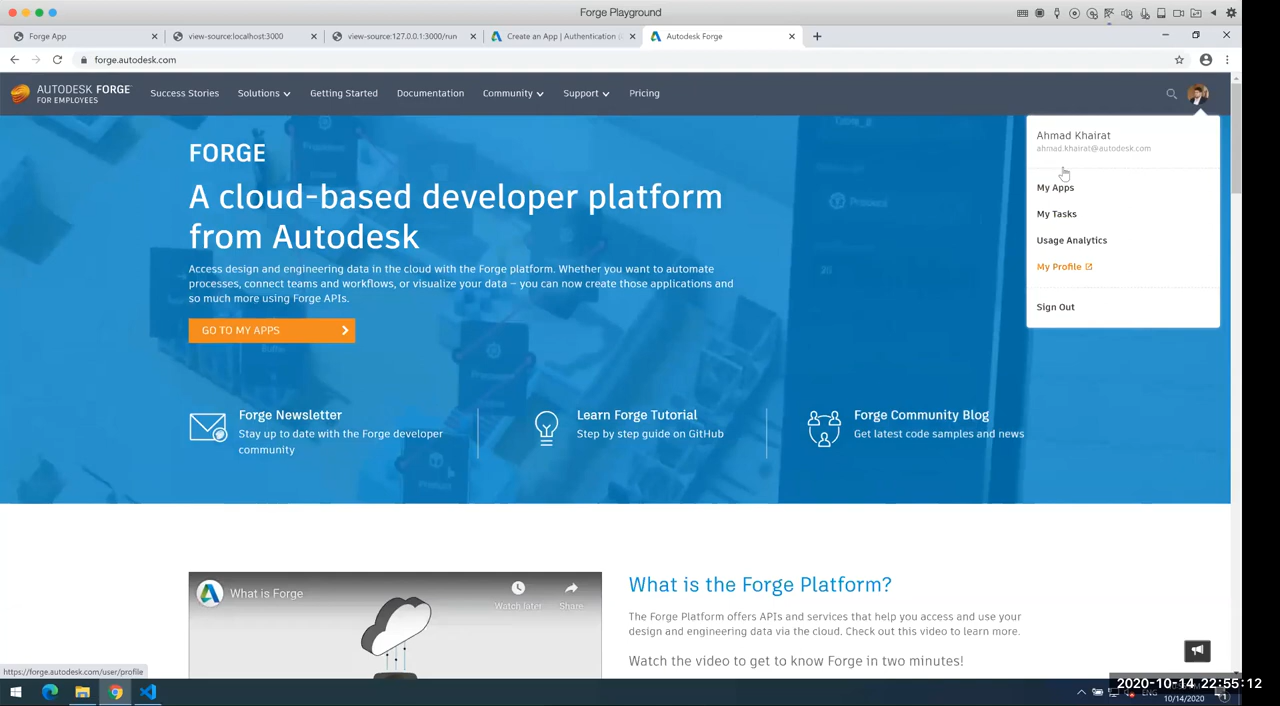 Forge Playground
Forge App
view-source:localhost:3000
view-source:127.0.0.1:3000/run
Create an App | Authentication (
Autodesk Forge
forge.autodesk.com
AUTODESK FORGE
FOR EMPLOYEES
Success Stories
Solutions
Getting Started
Documentation
Community
Support
Pricing
Ahmad Khairat
ahmad.khairat@autodesk.com
My Apps
My Tasks
Usage Analytics
My Profile
Sign Out
FORGE
A cloud-based developer platform
from Autodesk
Access design and engineering data in the cloud with the Forge platform. Whether you want to automate
processes, connect teams and workflows, or visualize your data – you can now create those applications and
so much more using Forge APIs.
GO TO MY APPS
Forge Newsletter
Stay up to date with the Forge developer
community
Learn Forge Tutorial
Step by step guide on GitHub
Forge Community Blog
Get latest code samples and news
What is Forge
Watch later
Share
What is the Forge Platform?
The Forge Platform offers APIs and services that help you access and use your
design and engineering data via the cloud. Check out this video to learn more.
Watch the video to get to know Forge in two minutes!
https://forge.autodesk.com/user/profile
ENG
2020-10-14 22:55:12
10/14/2020